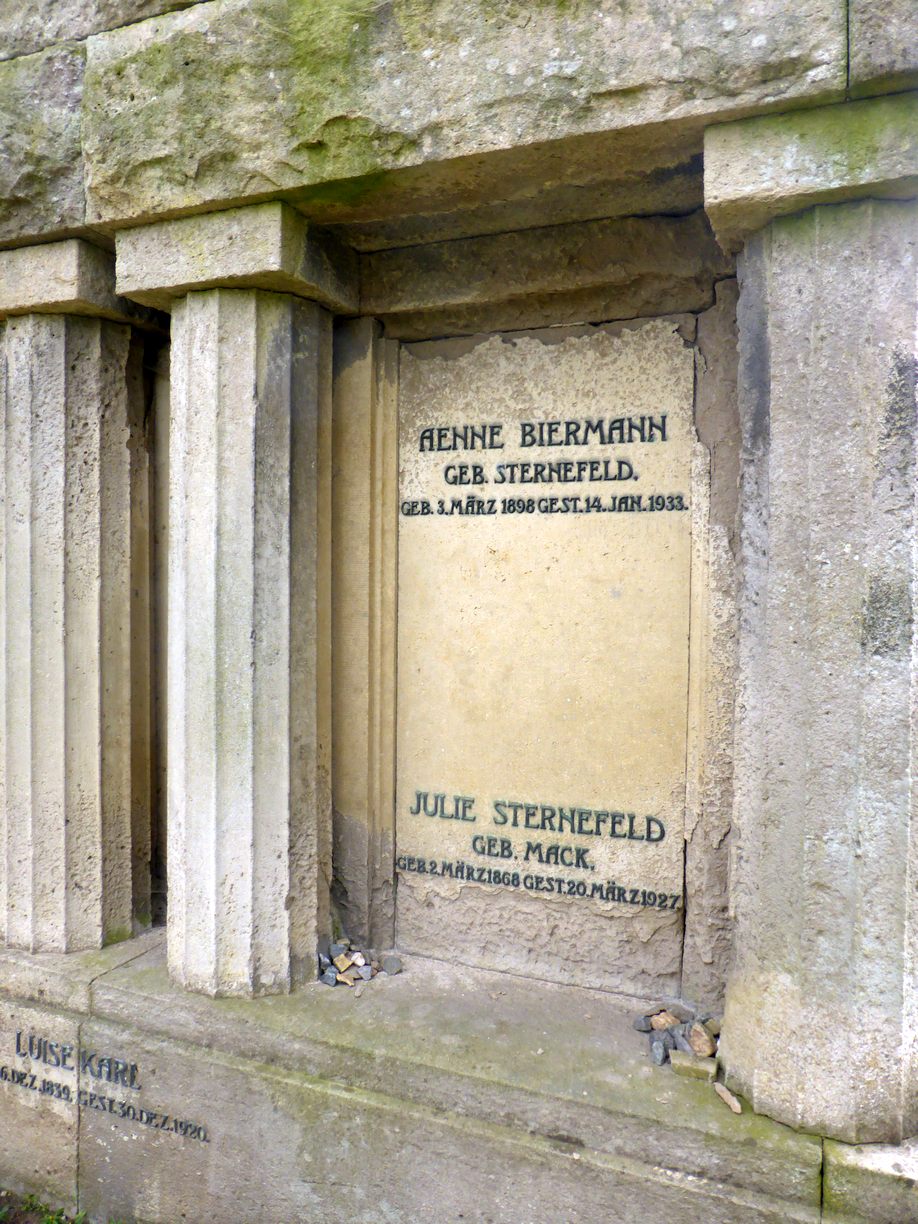 AENNE BIERMANN
GEB. STERNEFELD.
GEB. 3. MÄRZ 1898 GEST. 14. JAN. 1933.
JULIE STERNEFELD
GEB. MACK.
GEB. 2. MÄRZ 1868 GEST. 20. MÄRZ 1927.
LUISE KARL
6. DEZ. 1839, GEST. 30. DEZ. 1920.